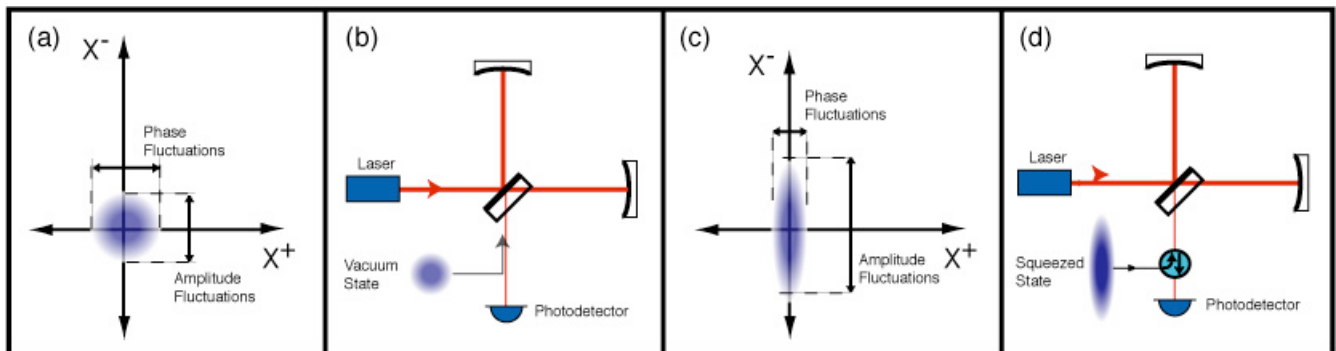 (a)
X-
Phase
Fluctuations
X+
Amplitude
Fluctuations
(b)
Laser
Vacuum
State
Photodetector
(c)
X-
Phase
Fluctuations
Amplitude
Fluctuations
X+
(d)
Laser
Squeezed
State
Photodetector